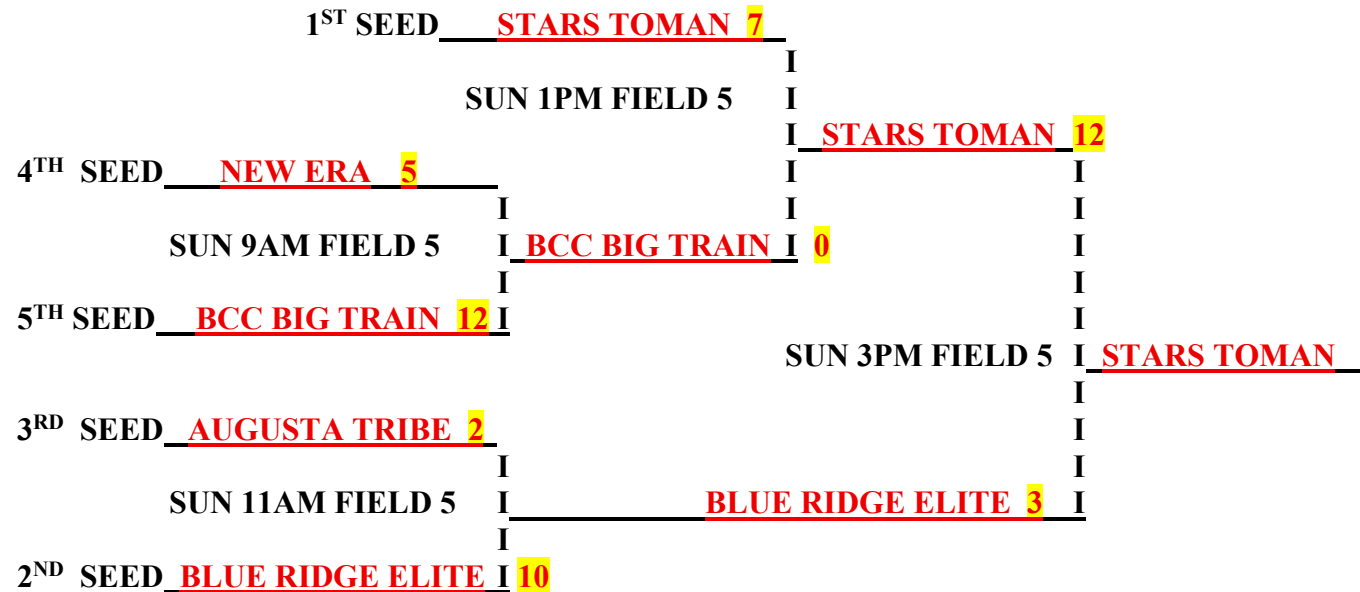 1ST SEED STARS TOMAN 7
I
SUN 1PM FIELD 5 I
I STARS TOMAN 12
4TH SEED NEW ERA 5 I I
I I I
SUN 9AM FIELD 5 I BCC BIG TRAIN I 0 I
I I
5TH SEED BCC BIG TRAIN 12 I I
SUN 3PM FIELD 5 I STARS TOMAN
I
3RD SEED AUGUSTA TRIBE 2 I
I I
SUN 11AM FIELD 5 I BLUE RIDGE ELITE 3 I
I
2ND SEED BLUE RIDGE ELITE I 10